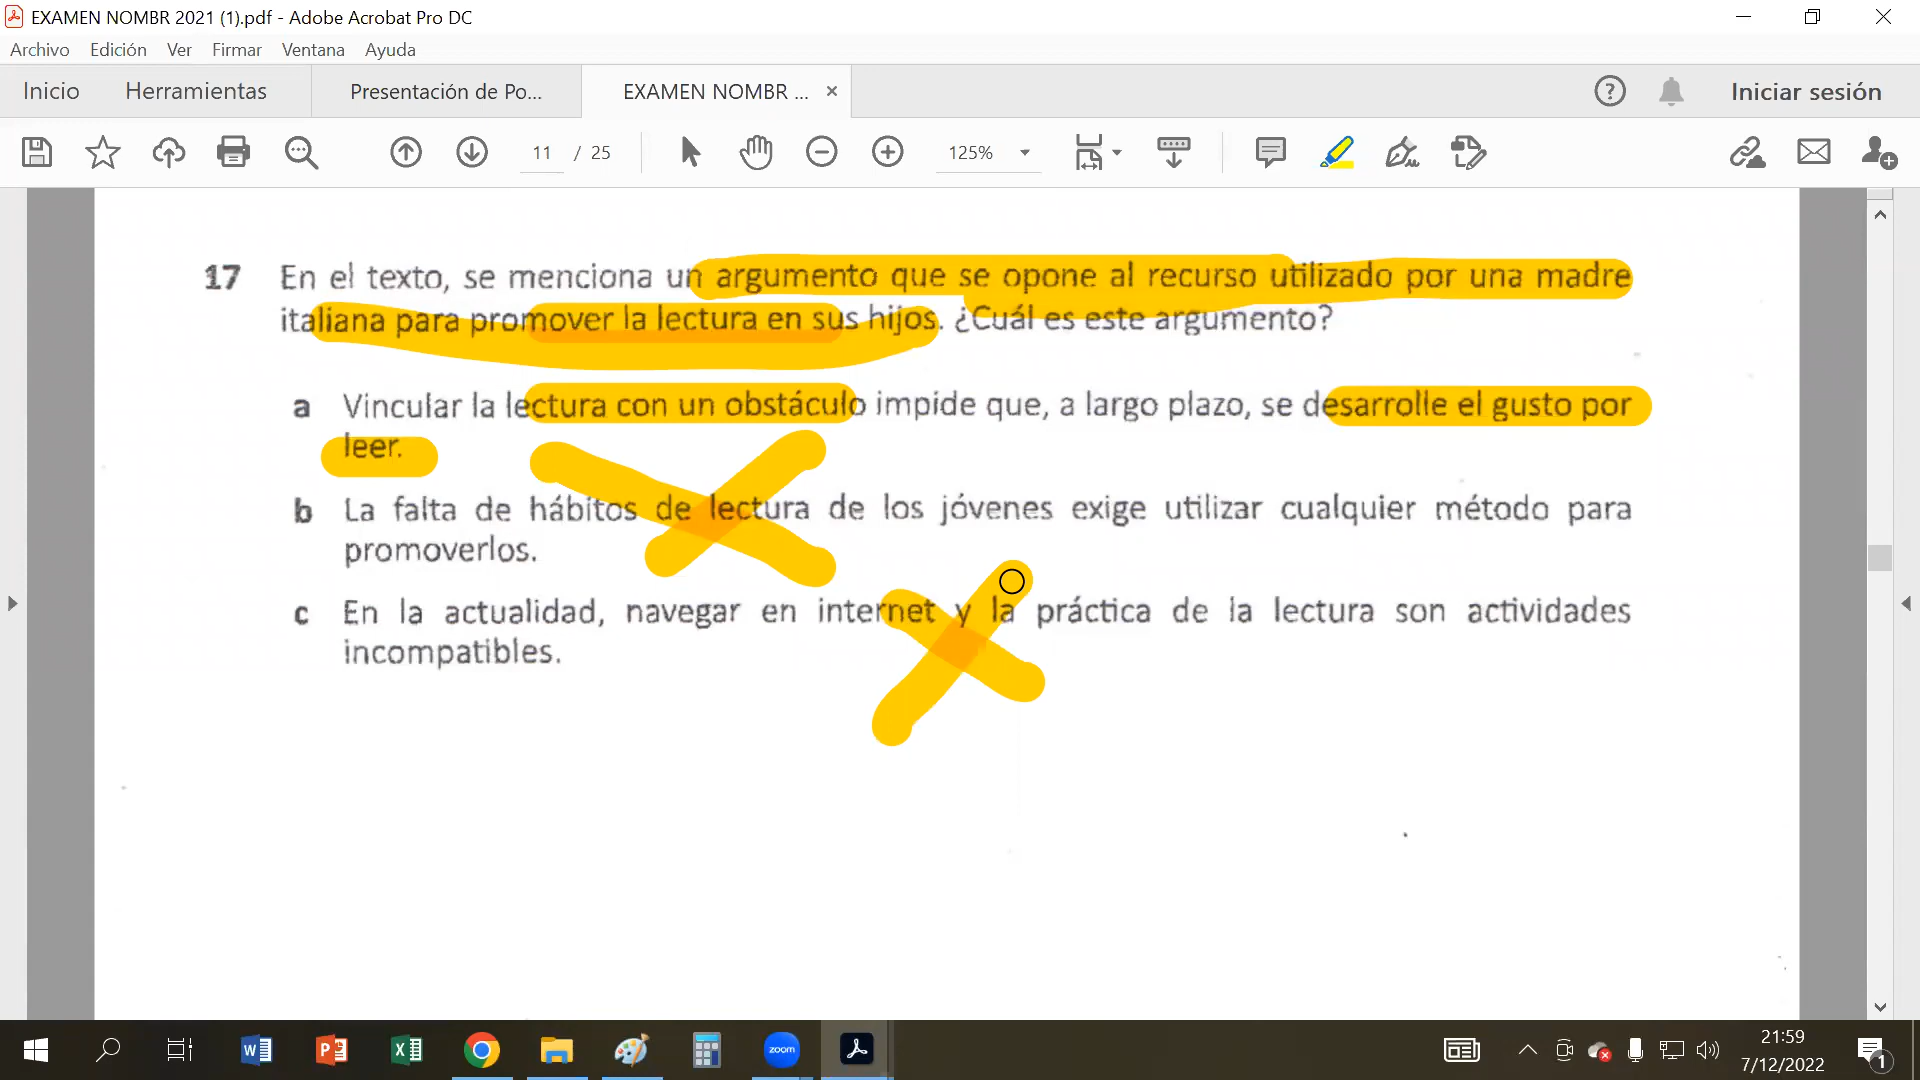 EXAMEN NOMBR 2021 (1).pdf - Adobe Acrobat Pro DC
Archivo Edición Ver Firmar Ventana Ayuda
Inicio Herramientas Presentación de Po... EXAMEN NOMBR ... × Iniciar sesión
11 / 25 125%
17 En el texto, se menciona un argumento que se opone al recurso utilizado por una madre
italiana para promover la lectura en sus hijos. ¿Cuál es este argumento?
a Vincular la lectura con un obstáculo impide que, a largo plazo, se desarrolle el gusto por
leer.
b La falta de hábitos de lectura de los jóvenes exige utilizar cualquier método para
promoverlos.
c En la actualidad, navegar en internet y la práctica de la lectura son actividades
incompatibles.
zoom
21:59
7/12/2022
1